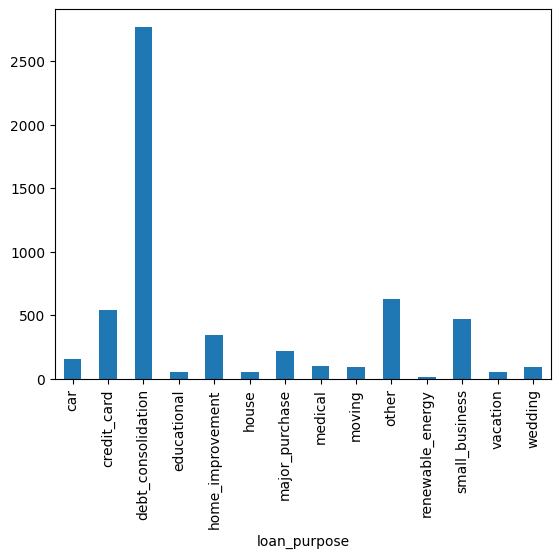 2500
2000
1500
1000
500
0
car
credit_card
debt_consolidation
educational
home_improvement
house
major_purchase
medical
moving
other
renewable_energy
small_business
vacation
wedding
loan_purpose